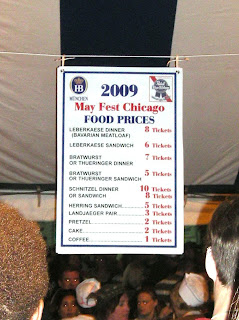 2009
HB
MÜNCHEN
May Fest Chicago
FOOD PRICES
LEBERKAESE DINNER 8 Tickets
(BAVARIAN MEATLOAF)
LEBERKAESE SANDWICH 6 Tickets
BRATWURST 7 Tickets
OR THUERINGER DINNER
BRATWURST 5 Tickets
OR THUERINGER SANDWICH
SCHNITZEL DINNER 10 Tickets
OR SANDWICH 8 Tickets
HERRING SANDWICH..... 5 Tickets
LANDJAEGER PAIR........ 3 Tickets
PRETZEL........ 2 Tickets
CAKE........ 2 Tickets
COFFEE........ 1 Tickets